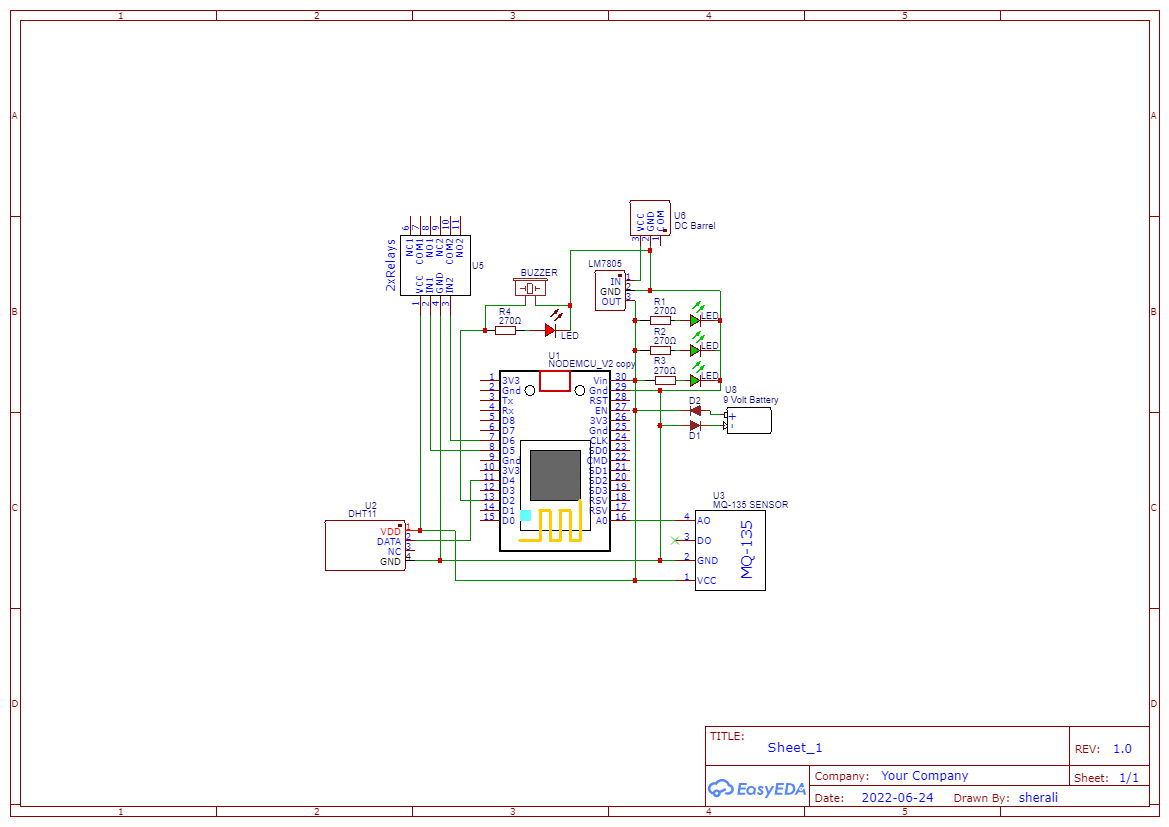 1 2 3 4 5
A A
B B
C C
D D
U6
DC Barrel
VCC
GND
COM
3 2 1
6 7 8 9 10 11
NC1
COM1
NO1
NC2
COM2
NO2
2xRelays
U5
VCC
IN1
GND
IN2
1 2 4 3
BUZZER
LM7805
IN 1
GND 2
OUT 3
R4
270Ω
LED
R1
270Ω
LED
R2
270Ω
LED
R3
270Ω
LED
U1
NODEMCU_V2 copy
1 3V3 Vin 30
2 Gnd Gnd 29
3 Tx RST 28
4 Rx EN 27
5 D8 3V3 26
6 D7 Gnd 25
7 D6 CLK 24
8 D5 SD0 23
9 Gnd CMD 22
10 3V3 SD1 21
11 D4 SD2 20
12 D3 SD3 19
13 D2 RSV 18
14 D1 RSV 17
15 D0 A0 16
U8
9 Volt Battery
+
-
D2
D1
U2
DHT11
VDD 1
DATA 2
NC 3
GND 4
U3
MQ-135 SENSOR
4 AO
3 DO
2 GND
1 VCC
MQ-135
TITLE:
Sheet_1
REV: 1.0
EasyEDA
Company: Your Company
Sheet: 1/1
Date: 2022-06-24 Drawn By: sherali
1 2 3 4 5